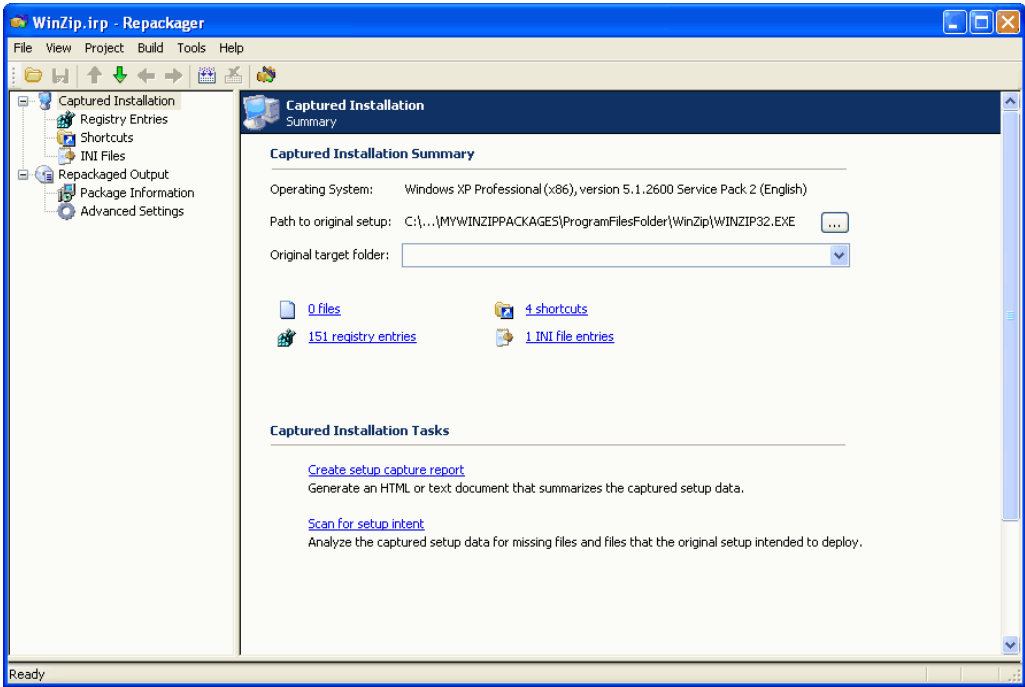 WinZip.irp - Repackager
File View Project Build Tools Help
Captured Installation
Registry Entries
Shortcuts
INI Files
Repackaged Output
Package Information
Advanced Settings
Captured Installation
Summary
Captured Installation Summary
Operating System: Windows XP Professional (x86), version 5.1.2600 Service Pack 2 (English)
Path to original setup: C:\...\MYWINZIPPACKAGES\ProgramFilesFolder\WinZip\WINZIP32.EXE ...
Original target folder:
0 files 4 shortcuts
151 registry entries 1 INI file entries
Captured Installation Tasks
Create setup capture report
Generate an HTML or text document that summarizes the captured setup data.
Scan for setup intent
Analyze the captured setup data for missing files and files that the original setup intended to deploy.
Ready